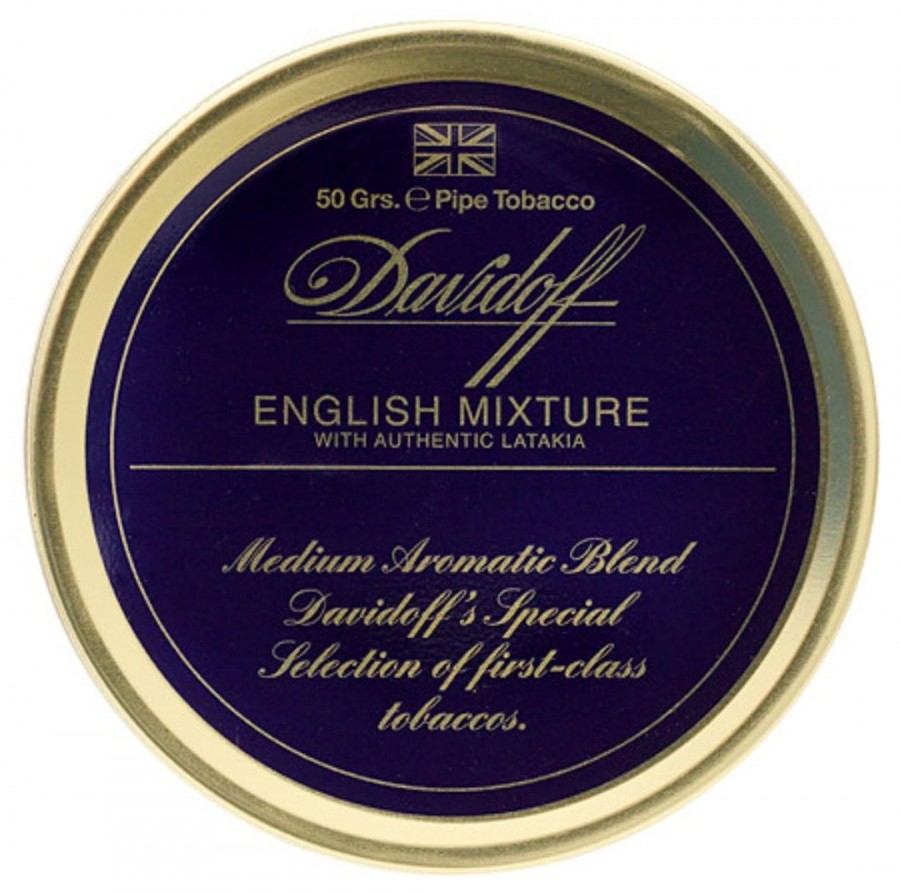 50 Grs. ℮ Pipe Tobacco
Davidoff
ENGLISH MIXTURE
WITH AUTHENTIC LATAKIA
Medium Aromatic Blend
Davidoff's Special
Selection of first-class
tobaccos.